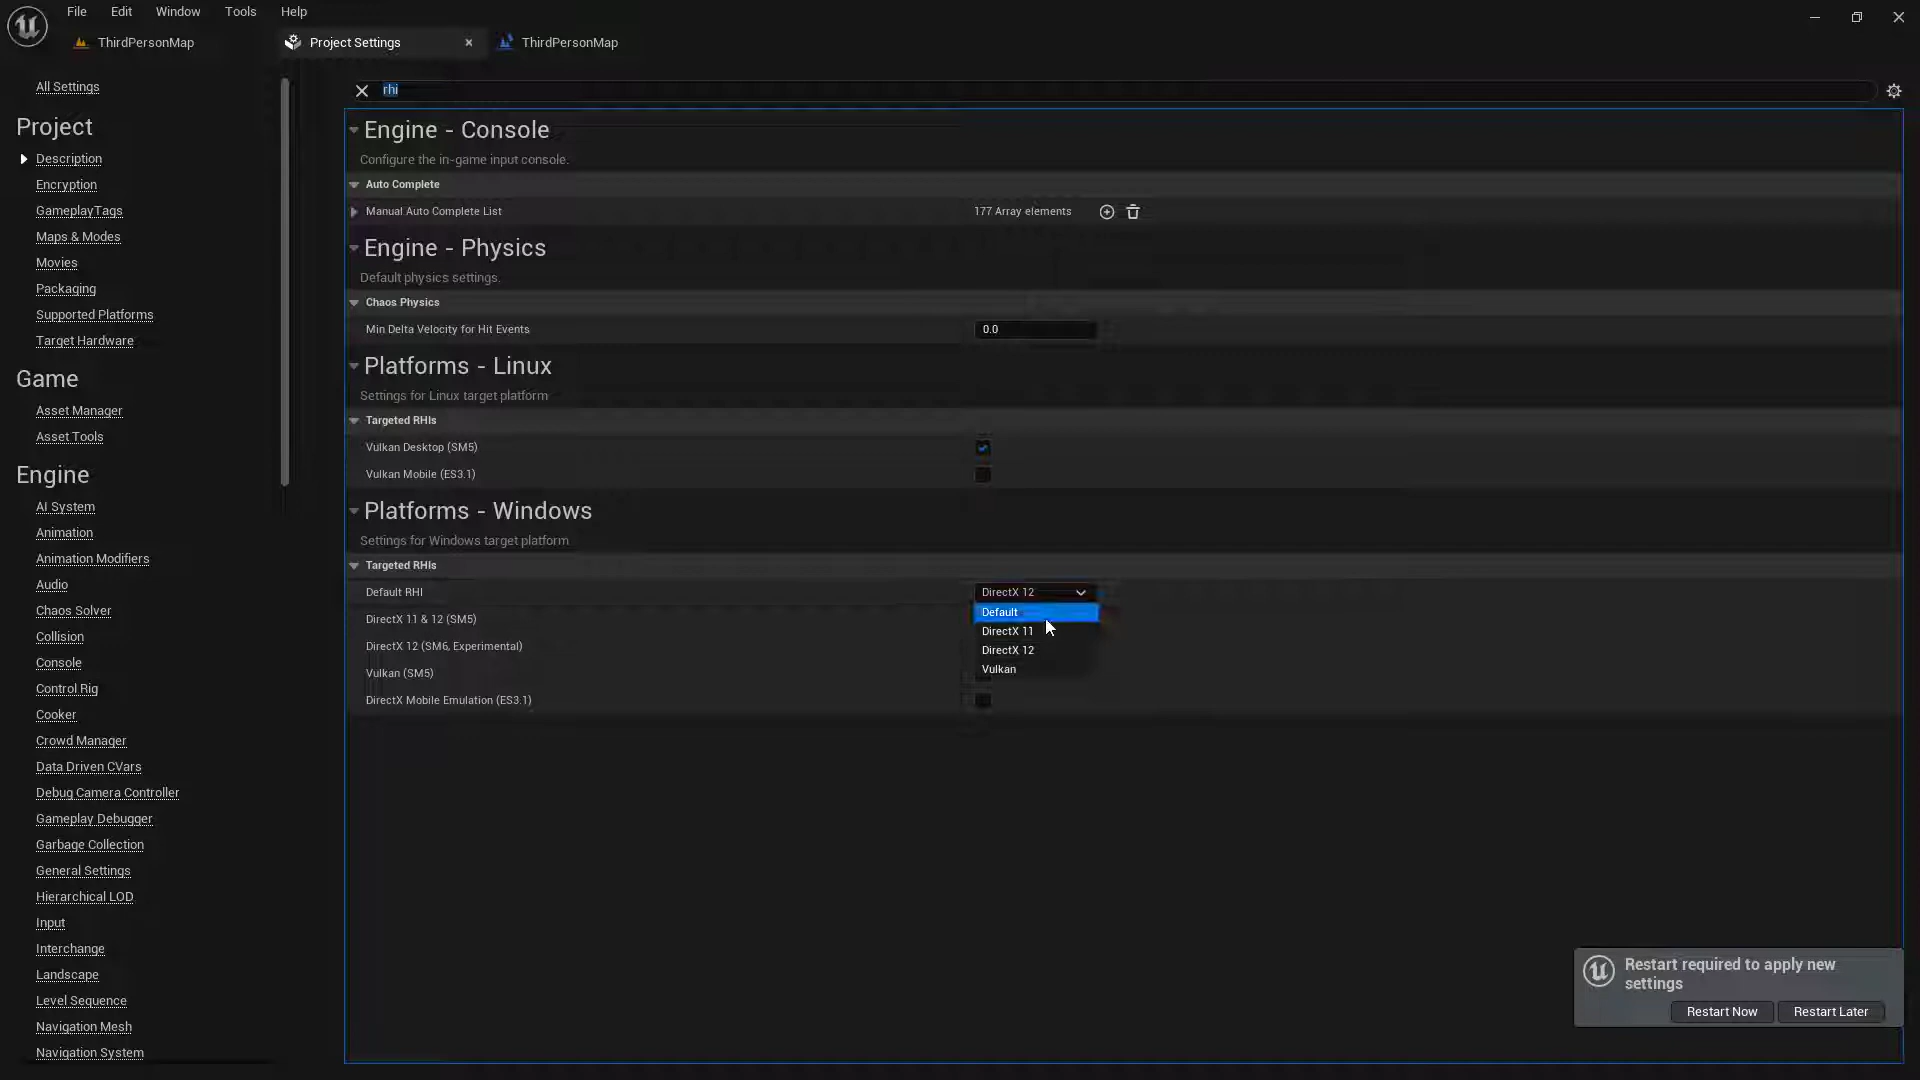 File Edit Window Tools Help
ThirdPersonMap
Project Settings
ThirdPersonMap
All Settings
Project
Description
Encryption
GameplayTags
Maps & Modes
Movies
Packaging
Supported Platforms
Target Hardware
Game
Asset Manager
Asset Tools
Engine
AI System
Animation
Animation Modifiers
Audio
Chaos Solver
Collision
Console
Control Rig
Cooker
Crowd Manager
Data Driven CVars
Debug Camera Controller
Gameplay Debugger
Garbage Collection
General Settings
Hierarchical LOD
Input
Interchange
Landscape
Level Sequence
Navigation Mesh
Navigation System
rhi
Engine - Console
Configure the in-game input console.
Auto Complete
Manual Auto Complete List 177 Array elements
Engine - Physics
Default physics settings.
Chaos Physics
Min Delta Velocity for Hit Events 0.0
Platforms - Linux
Settings for Linux target platform
Targeted RHIs
Vulkan Desktop (SM5)
Vulkan Mobile (ES3.1)
Platforms - Windows
Settings for Windows target platform
Targeted RHIs
Default RHI DirectX 12
Default
DirectX 11 & 12 (SM5) DirectX 11
DirectX 12 (SM6, Experimental) DirectX 12
Vulkan (SM5) Vulkan
DirectX Mobile Emulation (ES3.1)
Restart required to apply new
settings
Restart Now Restart Later